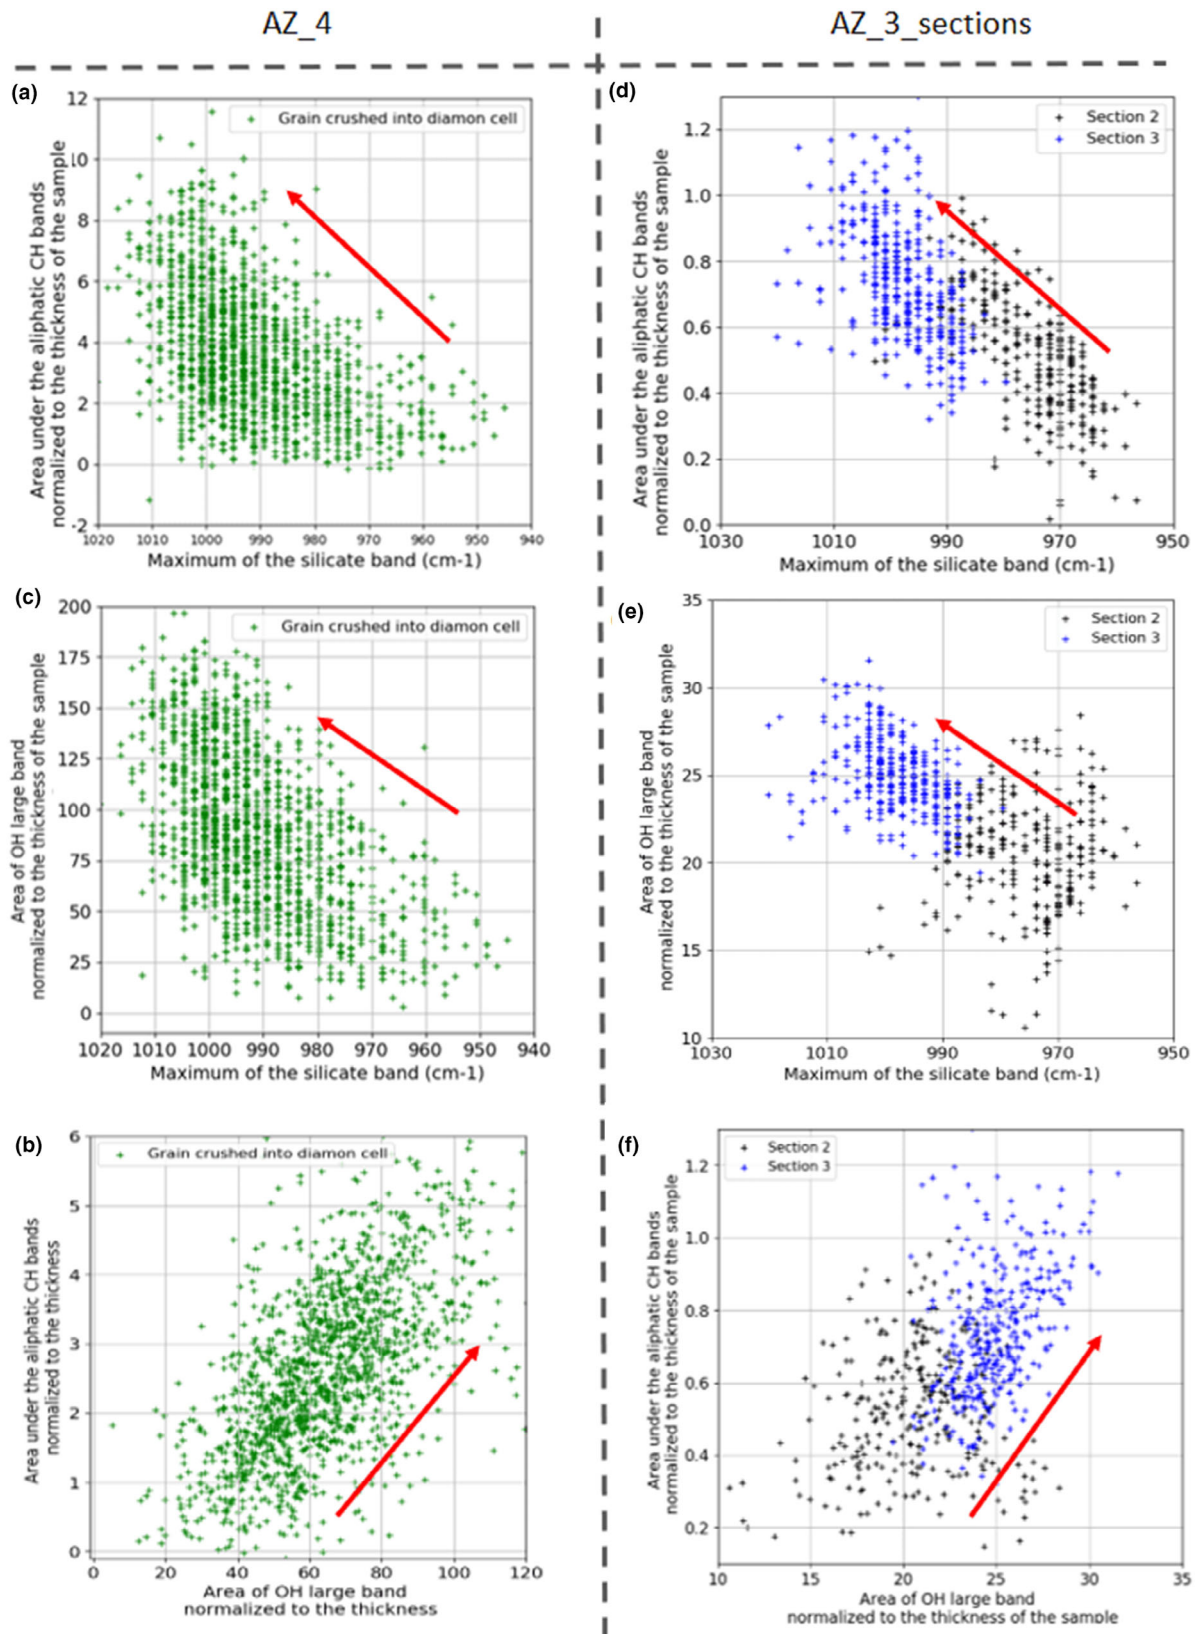 AZ_4
AZ_3_sections
(a)
Grain crushed into diamon cell
Area under the aliphatic CH bands
normalized to the thickness of the sample
12
10
8
6
4
2
0
-2
1020 1010 1000 990 980 970 960 950 940
Maximum of the silicate band (cm-1)
(d)
Section 2
Section 3
Area under the aliphatic CH bands
normalized to the thickness of the sample
1.2
1.0
0.8
0.6
0.4
0.2
0.0
1030 1010 990 970 950
Maximum of the silicate band (cm-1)
(c)
Grain crushed into diamon cell
Area of OH large band
normalized to the thickness of the sample
200
175
150
125
100
75
50
25
0
1020 1010 1000 990 980 970 960 950 940
Maximum of the silicate band (cm-1)
(e)
Section 2
Section 3
Area of OH large band
normalized to the thickness of the sample
35
30
25
20
15
10
1030 1010 990 970 950
Maximum of the silicate band (cm-1)
(b)
Grain crushed into diamon cell
Area under the aliphatic CH bands
normalized to the thickness
6
5
4
3
2
1
0
0 20 40 60 80 100 120
Area of OH large band
normalized to the thickness
(f)
Section 2
Section 3
Area under the aliphatic CH bands
normalized to the thickness of the sample
1.2
1.0
0.8
0.6
0.4
0.2
10 15 20 25 30 35
Area of OH large band
normalized to the thickness of the sample